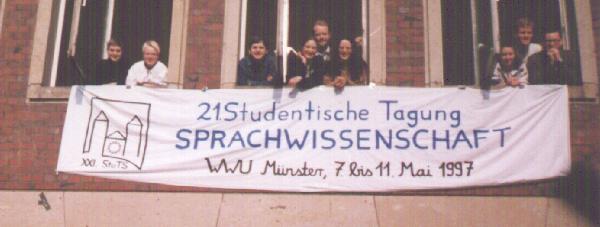 21.Studentische Tagung
SPRACHWISSENSCHAFT
WWU Münster, 7. bis 11. Mai 1997
XXI. StuTS